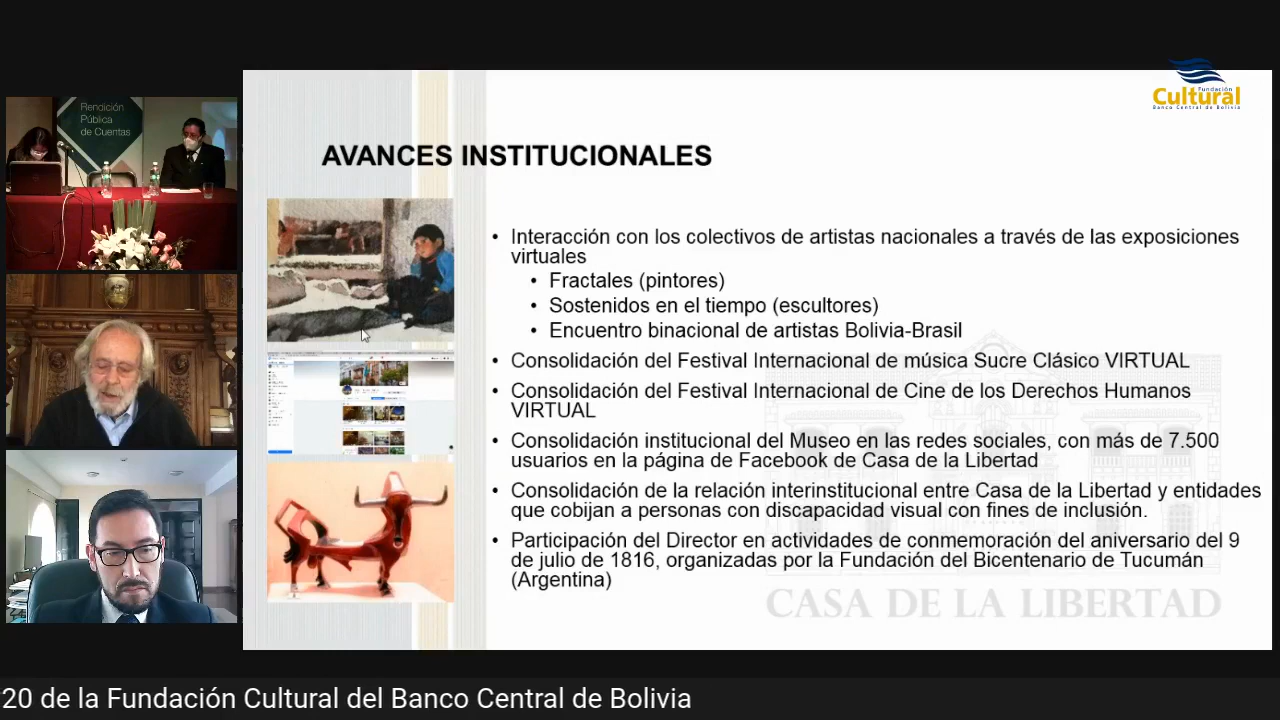 Rendición
Pública
de Cuentas
Fundación
Cultural
Banco Central de Bolivia
AVANCES INSTITUCIONALES
• Interacción con los colectivos de artistas nacionales a través de las exposiciones
virtuales
• Fractales (pintores)
• Sostenidos en el tiempo (escultores)
• Encuentro binacional de artistas Bolivia-Brasil
• Consolidación del Festival Internacional de música Sucre Clásico VIRTUAL
• Consolidación del Festival Internacional de Cine de los Derechos Humanos
VIRTUAL
• Consolidación institucional del Museo en las redes sociales, con más de 7.500
usuarios en la página de Facebook de Casa de la Libertad
• Consolidación de la relación interinstitucional entre Casa de la Libertad y entidades
que cobijan a personas con discapacidad visual con fines de inclusión.
• Participación del Director en actividades de conmemoración del aniversario del 9
de julio de 1816, organizadas por la Fundación del Bicentenario de Tucumán
(Argentina)
CASA DE LA LIBERTAD
20 de la Fundación Cultural del Banco Central de Bolivia